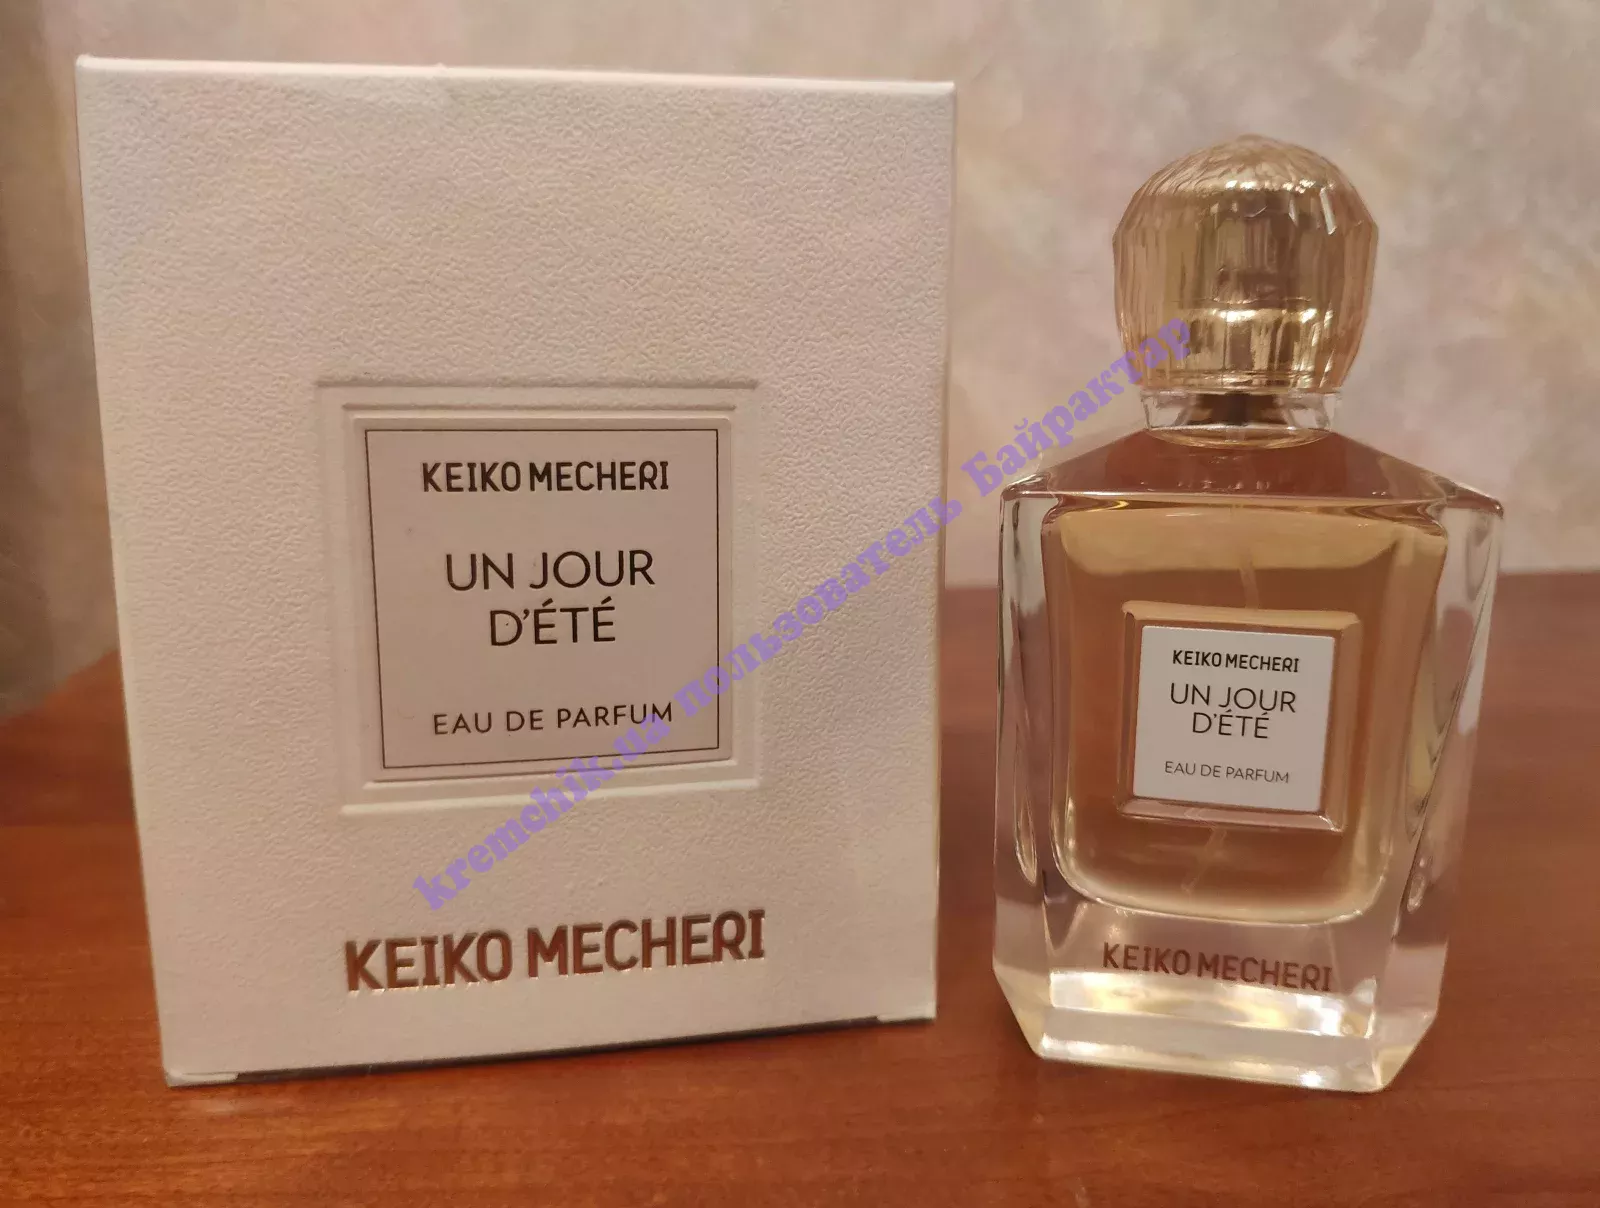 KEIKO MECHERI
UN JOUR
D'ÉTÉ
EAU DE PARFUM
KEIKO MECHERI
KEIKO MECHERI
UN JOUR
D'ÉTÉ
EAU DE PARFUM
KEIKO MECHERI
kremchik.ua пользователь Байрактар